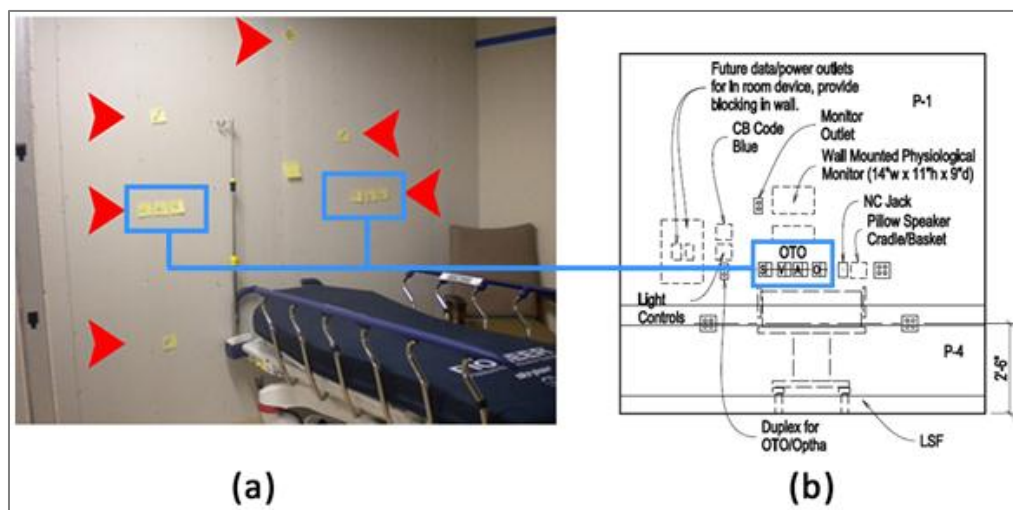 Future data/power outlets
for in room device, provide
blocking in wall.
P-1
CB Code
Blue
Monitor
Outlet
Wall Mounted Physiological
Monitor (14"w x 11"h x 9"d)
NC Jack
Pillow Speaker
Cradle/Basket
OTO
S V A O
Light
Controls
P-4
2'-6"
Duplex for
OTO/Optha
LSF
(a)
(b)